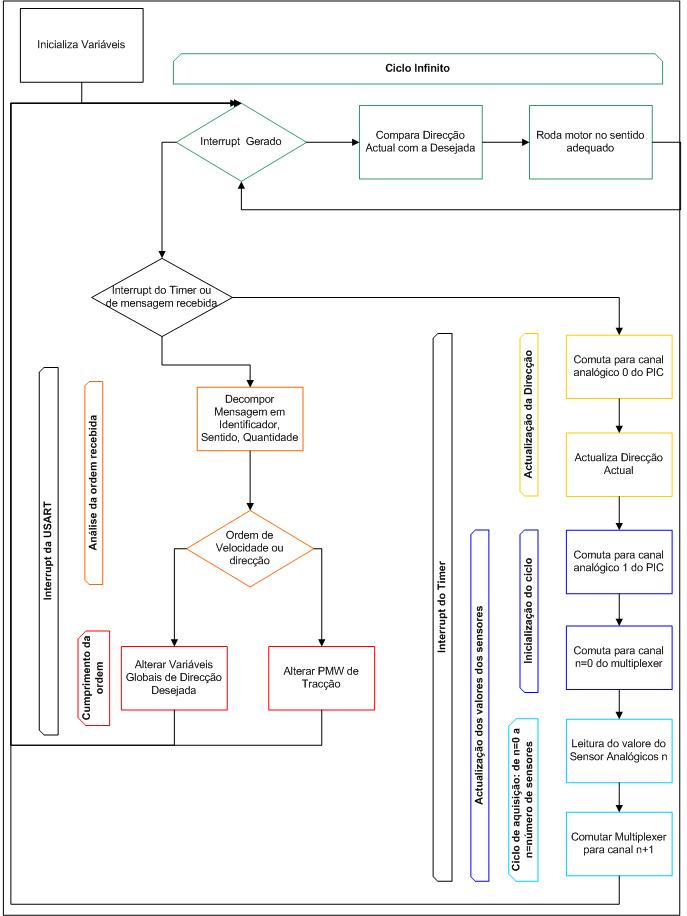 Inicializa Variáveis
Ciclo Infinito
Interrupt Gerado
Compara Direcção
Actual com a Desejada
Roda motor no sentido
adequado
Interrupt do Timer ou
de mensagem recebida
Interrupt da USART
Análise da ordem recebida
Decompor
Mensagem em
Identificador,
Sentido, Quantidade
Ordem de
Velocidade ou
direcção
Cumprimento da
ordem
Alterar Variáveis
Globais de Direcção
Desejada
Alterar PMW de
Tracção
Interrupt do Timer
Actualização da Direcção
Comuta para canal
analógico 0 do PIC
Actualiza Direcção
Actual
Actualização dos valores dos sensores
Inicialização do ciclo
Comuta para canal
analógico 1 do PIC
Comuta para canal
n=0 do multiplexer
Ciclo de aquisição: de n=0 a
n=número de sensores
Leitura do valore do
Sensor Analógicos n
Comutar Multiplexer
para canal n+1